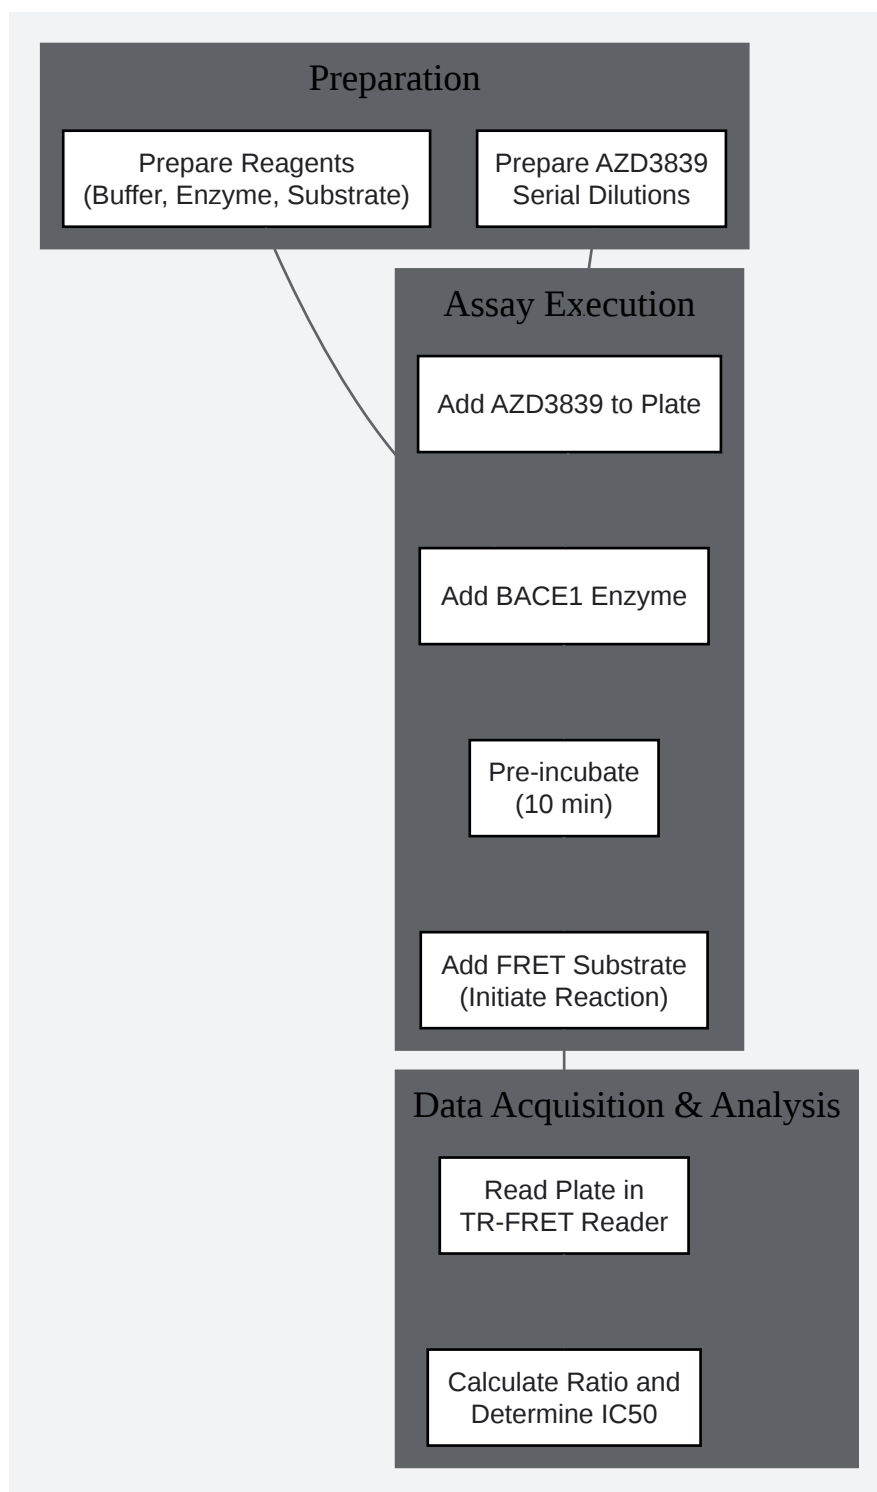 Preparation
Prepare Reagents
(Buffer, Enzyme, Substrate)
Prepare AZD3839
Serial Dilutions
Assay Execution
Add AZD3839 to Plate
Add BACE1 Enzyme
Pre-incubate
(10 min)
Add FRET Substrate
(Initiate Reaction)
Data Acquisition & Analysis
Read Plate in
TR-FRET Reader
Calculate Ratio and
Determine IC50